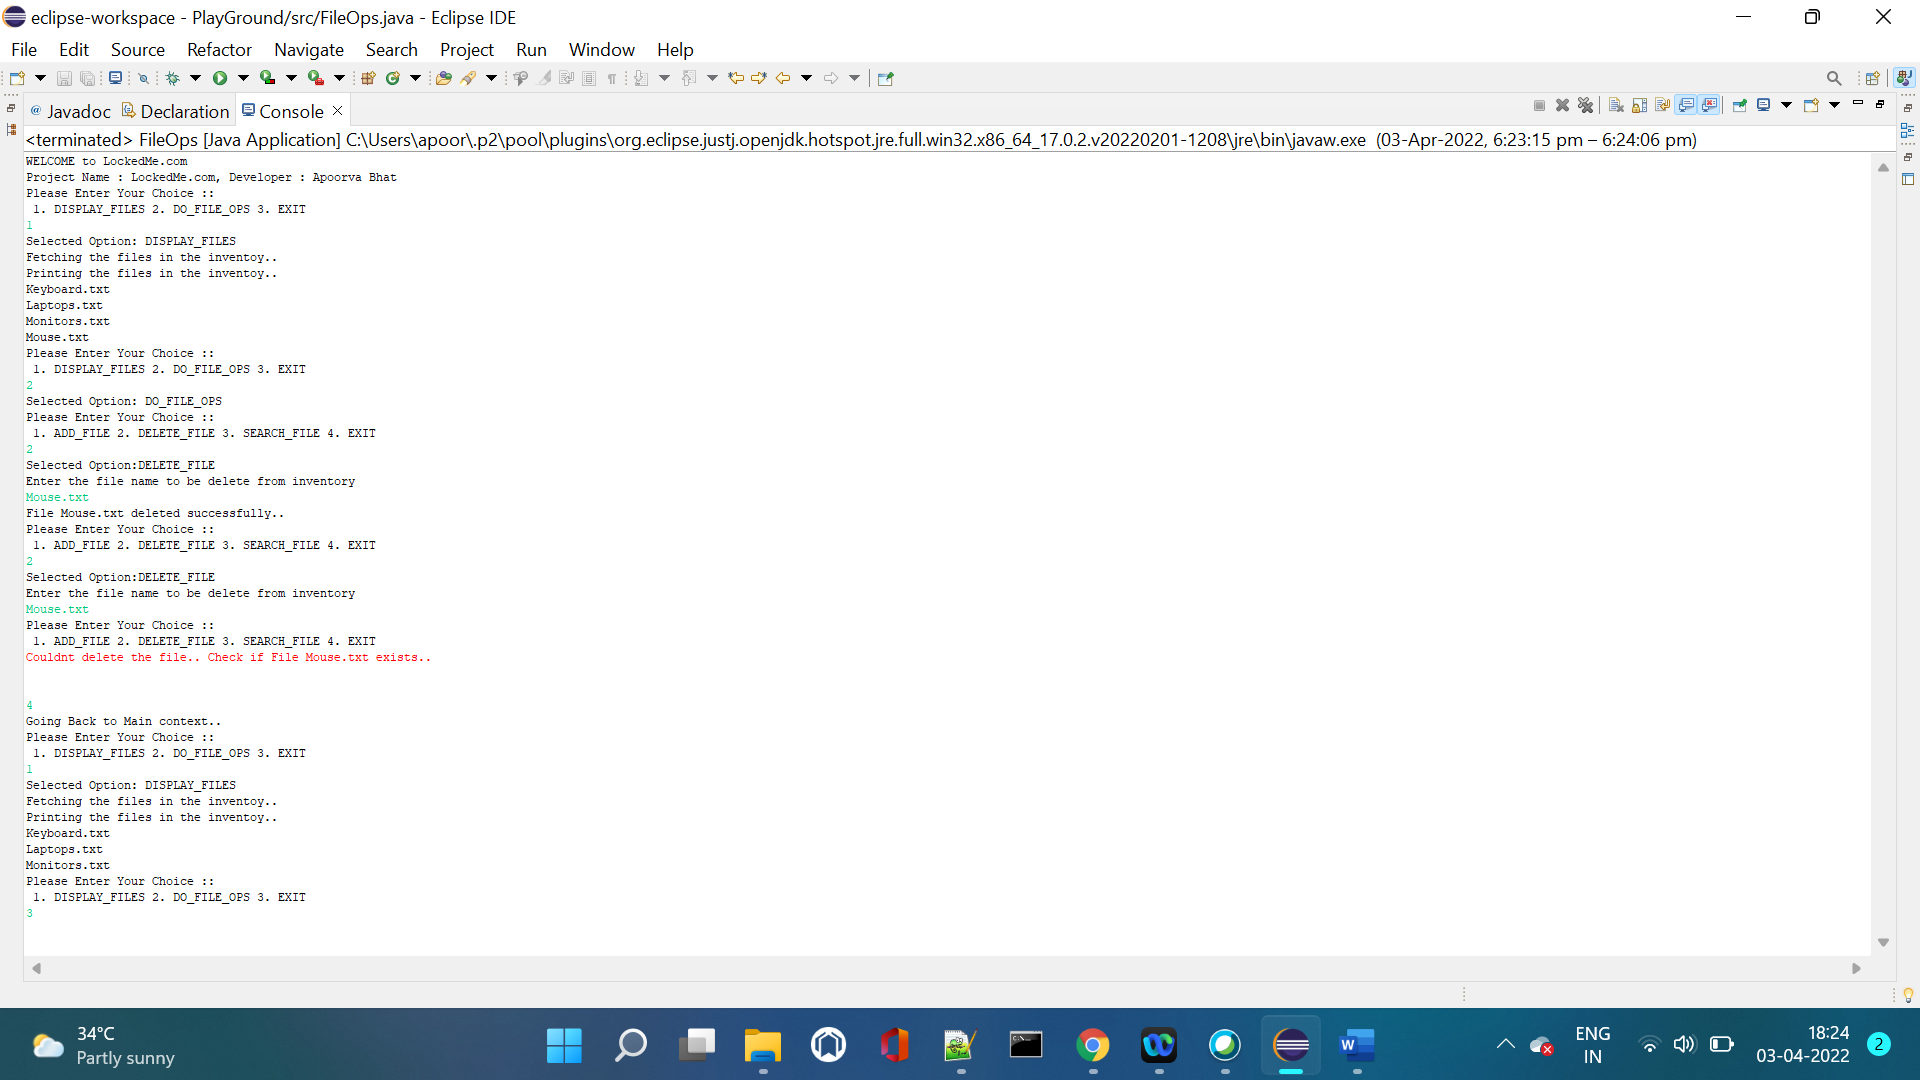 eclipse-workspace - PlayGround/src/FileOps.java - Eclipse IDE
File Edit Source Refactor Navigate Search Project Run Window Help
@ Javadoc Declaration Console
<terminated> FileOps [Java Application] C:\Users\apoor\.p2\pool\plugins\org.eclipse.justj.openjdk.hotspot.jre.full.win32.x86_64_17.0.2.v20220201-1208\jre\bin\javaw.exe (03-Apr-2022, 6:23:15 pm – 6:24:06 pm)
WELCOME to LockedMe.com
Project Name : LockedMe.com, Developer : Apoorva Bhat
Please Enter Your Choice ::
1. DISPLAY_FILES 2. DO_FILE_OPS 3. EXIT
1
Selected Option: DISPLAY_FILES
Fetching the files in the inventoy..
Printing the files in the inventoy..
Keyboard.txt
Laptops.txt
Monitors.txt
Mouse.txt
Please Enter Your Choice ::
1. DISPLAY_FILES 2. DO_FILE_OPS 3. EXIT
2
Selected Option: DO_FILE_OPS
Please Enter Your Choice ::
1. ADD_FILE 2. DELETE_FILE 3. SEARCH_FILE 4. EXIT
2
Selected Option:DELETE_FILE
Enter the file name to be delete from inventory
Mouse.txt
File Mouse.txt deleted successfully..
Please Enter Your Choice ::
1. ADD_FILE 2. DELETE_FILE 3. SEARCH_FILE 4. EXIT
2
Selected Option:DELETE_FILE
Enter the file name to be delete from inventory
Mouse.txt
Please Enter Your Choice ::
1. ADD_FILE 2. DELETE_FILE 3. SEARCH_FILE 4. EXIT
Couldnt delete the file.. Check if File Mouse.txt exists..
4
Going Back to Main context..
Please Enter Your Choice ::
1. DISPLAY_FILES 2. DO_FILE_OPS 3. EXIT
1
Selected Option: DISPLAY_FILES
Fetching the files in the inventoy..
Printing the files in the inventoy..
Keyboard.txt
Laptops.txt
Monitors.txt
Please Enter Your Choice ::
1. DISPLAY_FILES 2. DO_FILE_OPS 3. EXIT
3
34°C
Partly sunny
ENG
IN
18:24
03-04-2022
2